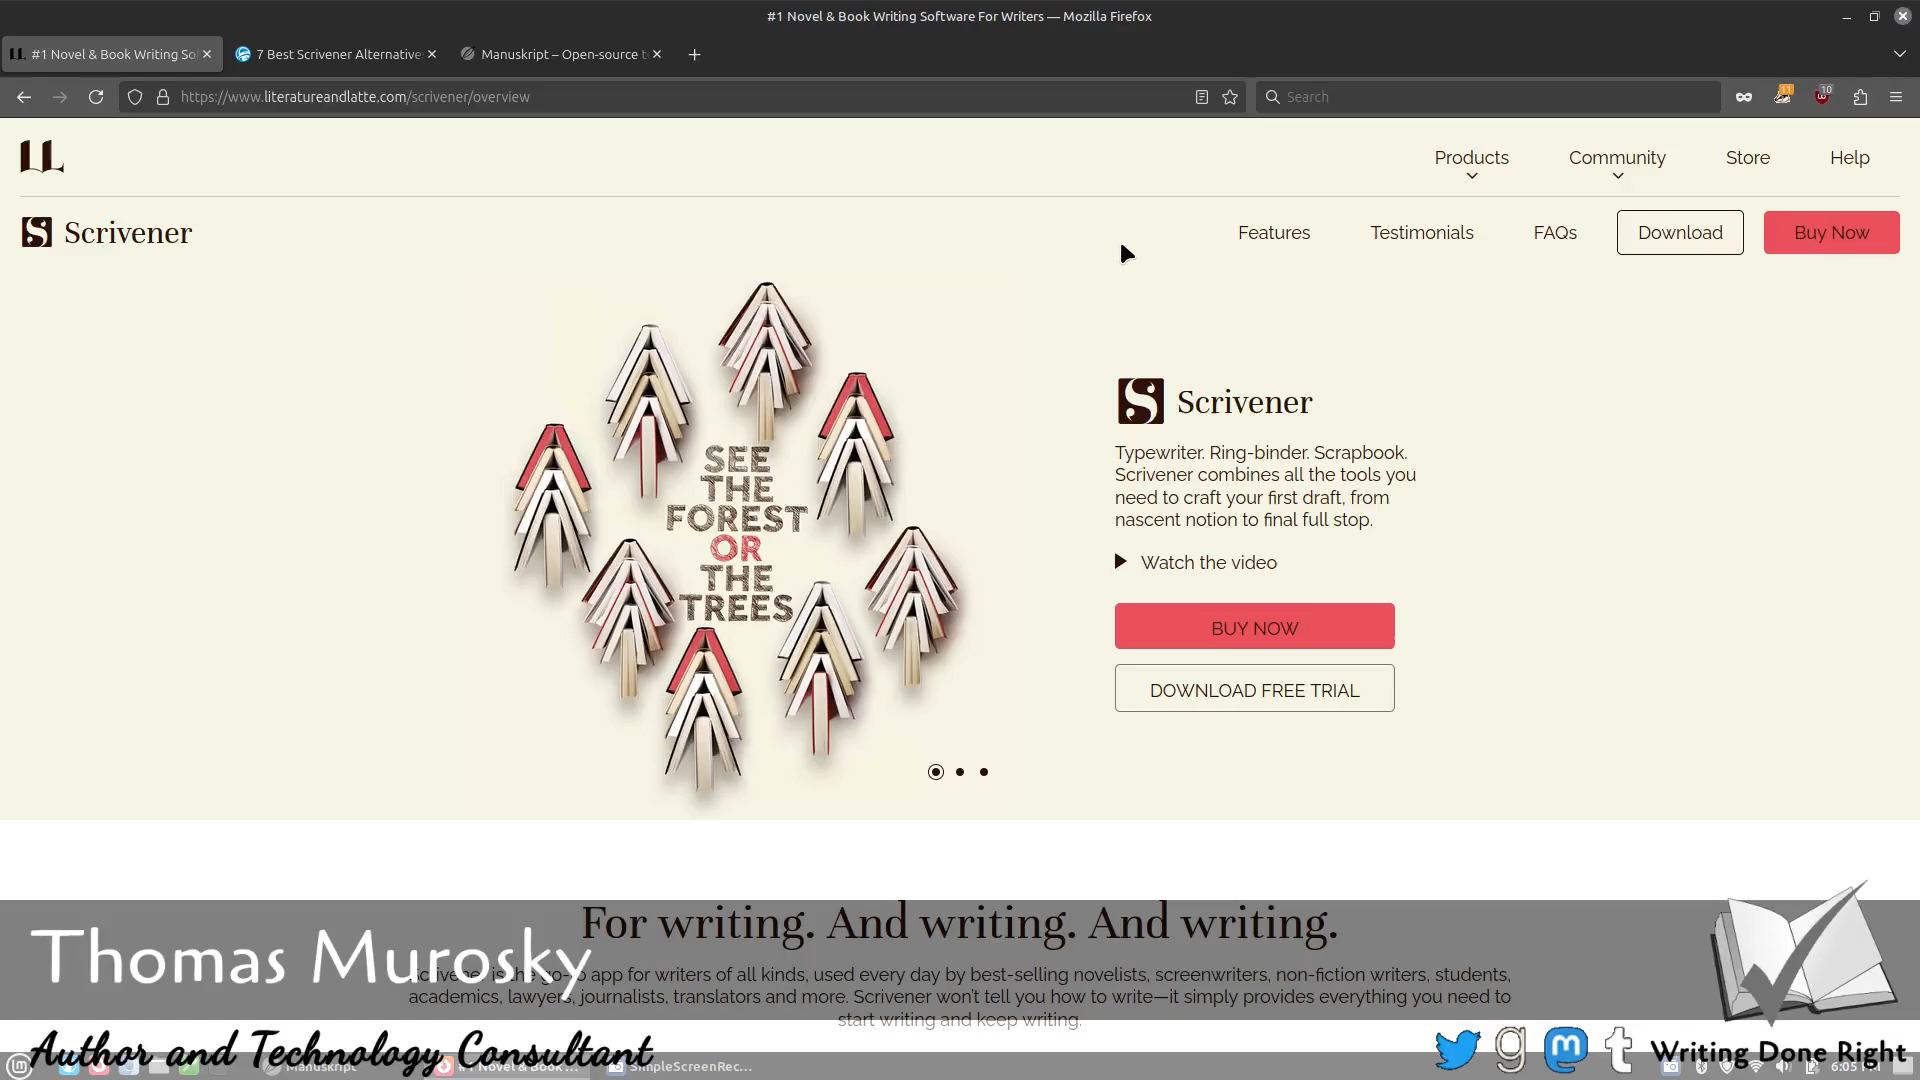 #1 Novel & Book Writing Software For Writers — Mozilla Firefox
#1 Novel & Book Writing So
7 Best Scrivener Alternative
Manuskript – Open-source t
https://www.literatureandlatte.com/scrivener/overview
Search
11
10
LL
Products
Community
Store
Help
S Scrivener
Features
Testimonials
FAQs
Download
Buy Now
SEE
THE
FOREST
OR
THE
TREES
S Scrivener
Typewriter. Ring-binder. Scrapbook.
Scrivener combines all the tools you
need to craft your first draft, from
nascent notion to final full stop.
Watch the video
BUY NOW
DOWNLOAD FREE TRIAL
For writing. And writing. And writing.
Thomas Murosky
Scrivener is the go-to app for writers of all kinds, used every day by best-selling novelists, screenwriters, non-fiction writers, students,
academics, lawyers, journalists, translators and more. Scrivener won't tell you how to write—it simply provides everything you need to
start writing and keep writing.
Author and Technology Consultant
Writing Done Right
Manuskript
#1 Novel & Book ...
SimpleScreenRec...
6:05 PM